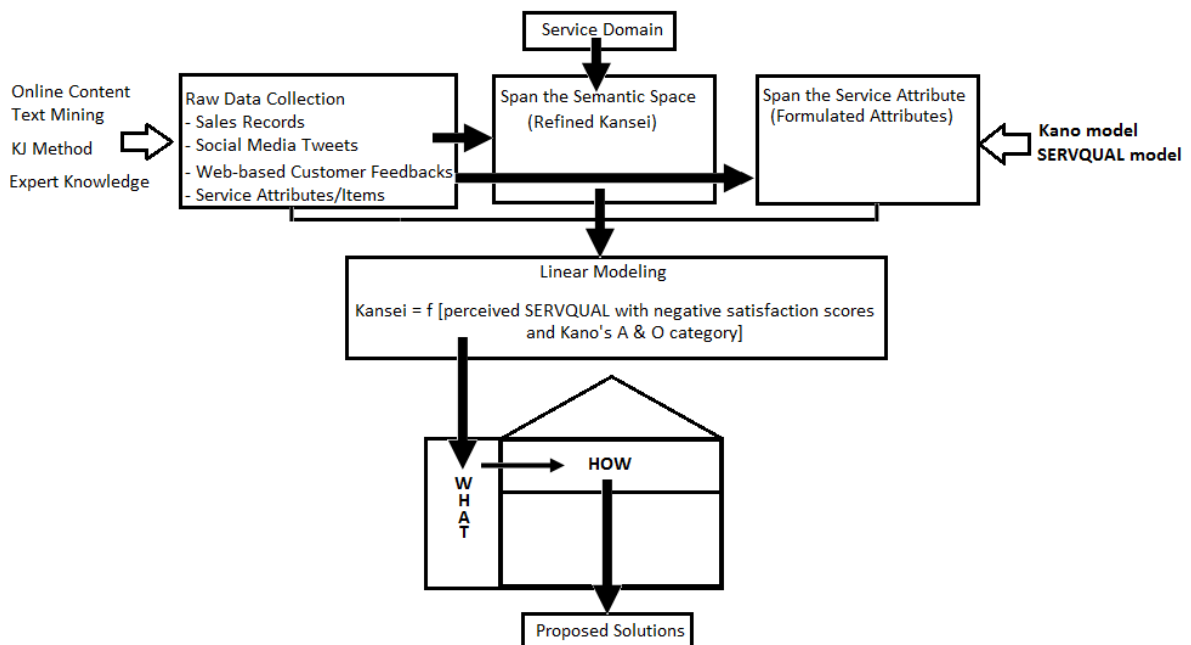 Service Domain
Online Content
Text Mining
KJ Method
Expert Knowledge
Raw Data Collection
- Sales Records
- Social Media Tweets
- Web-based Customer Feedbacks
- Service Attributes/Items
Span the Semantic Space
(Refined Kansei)
Span the Service Attribute
(Formulated Attributes)
Kano model
SERVQUAL model
Linear Modeling
Kansei = f [perceived SERVQUAL with negative satisfaction scores
and Kano's A & O category]
WHAT
HOW
Proposed Solutions